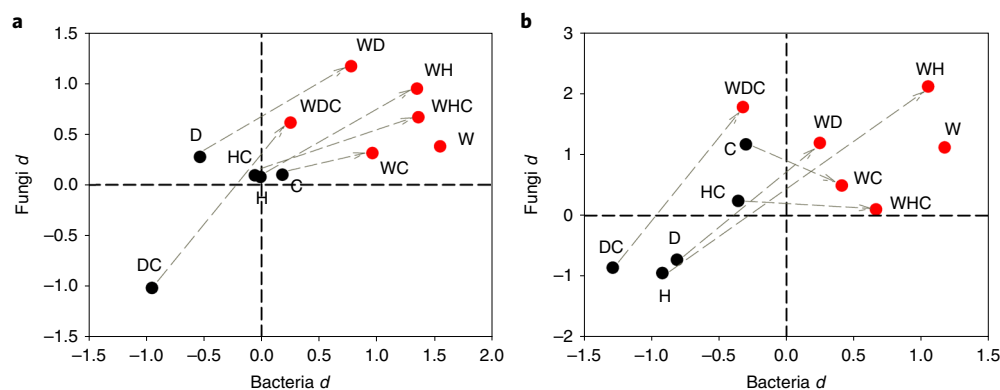 a
1.5
1.0
0.5
0.0
−0.5
−1.0
−1.5
Fungi d
WD
WH
WDC
WHC
D
W
HC
WC
C
H
DC
−1.5 −1.0 −0.5 0.0 0.5 1.0 1.5 2.0
Bacteria d
b
3
2
1
0
−1
−2
Fungi d
WH
WDC
WD
W
C
WC
HC
WHC
DC
D
H
−1.5 −1.0 −0.5 0.0 0.5 1.0 1.5
Bacteria d